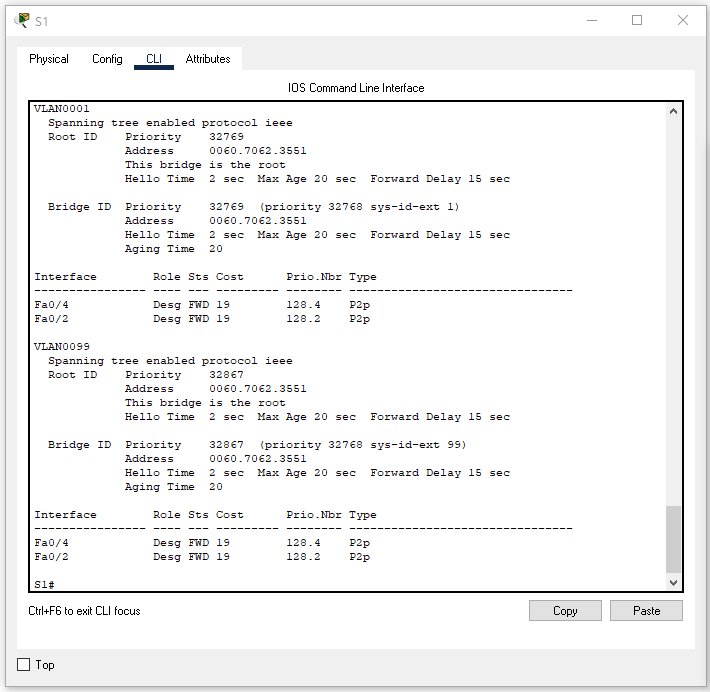 S1
Physical Config CLI Attributes
IOS Command Line Interface
VLAN0001
  Spanning tree enabled protocol ieee
  Root ID    Priority    32769
             Address     0060.7062.3551
             This bridge is the root
             Hello Time  2 sec  Max Age 20 sec  Forward Delay 15 sec

  Bridge ID  Priority    32769  (priority 32768 sys-id-ext 1)
             Address     0060.7062.3551
             Hello Time  2 sec  Max Age 20 sec  Forward Delay 15 sec
             Aging Time  20

Interface        Role Sts Cost      Prio.Nbr Type
---------------- ---- --- --------- -------- --------------------------------
Fa0/4            Desg FWD 19        128.4    P2p
Fa0/2            Desg FWD 19        128.2    P2p

VLAN0099
  Spanning tree enabled protocol ieee
  Root ID    Priority    32867
             Address     0060.7062.3551
             This bridge is the root
             Hello Time  2 sec  Max Age 20 sec  Forward Delay 15 sec

  Bridge ID  Priority    32867  (priority 32768 sys-id-ext 99)
             Address     0060.7062.3551
             Hello Time  2 sec  Max Age 20 sec  Forward Delay 15 sec
             Aging Time  20

Interface        Role Sts Cost      Prio.Nbr Type
---------------- ---- --- --------- -------- --------------------------------
Fa0/4            Desg FWD 19        128.4    P2p
Fa0/2            Desg FWD 19        128.2    P2p

S1#
Ctrl+F6 to exit CLI focus
Copy Paste
Top